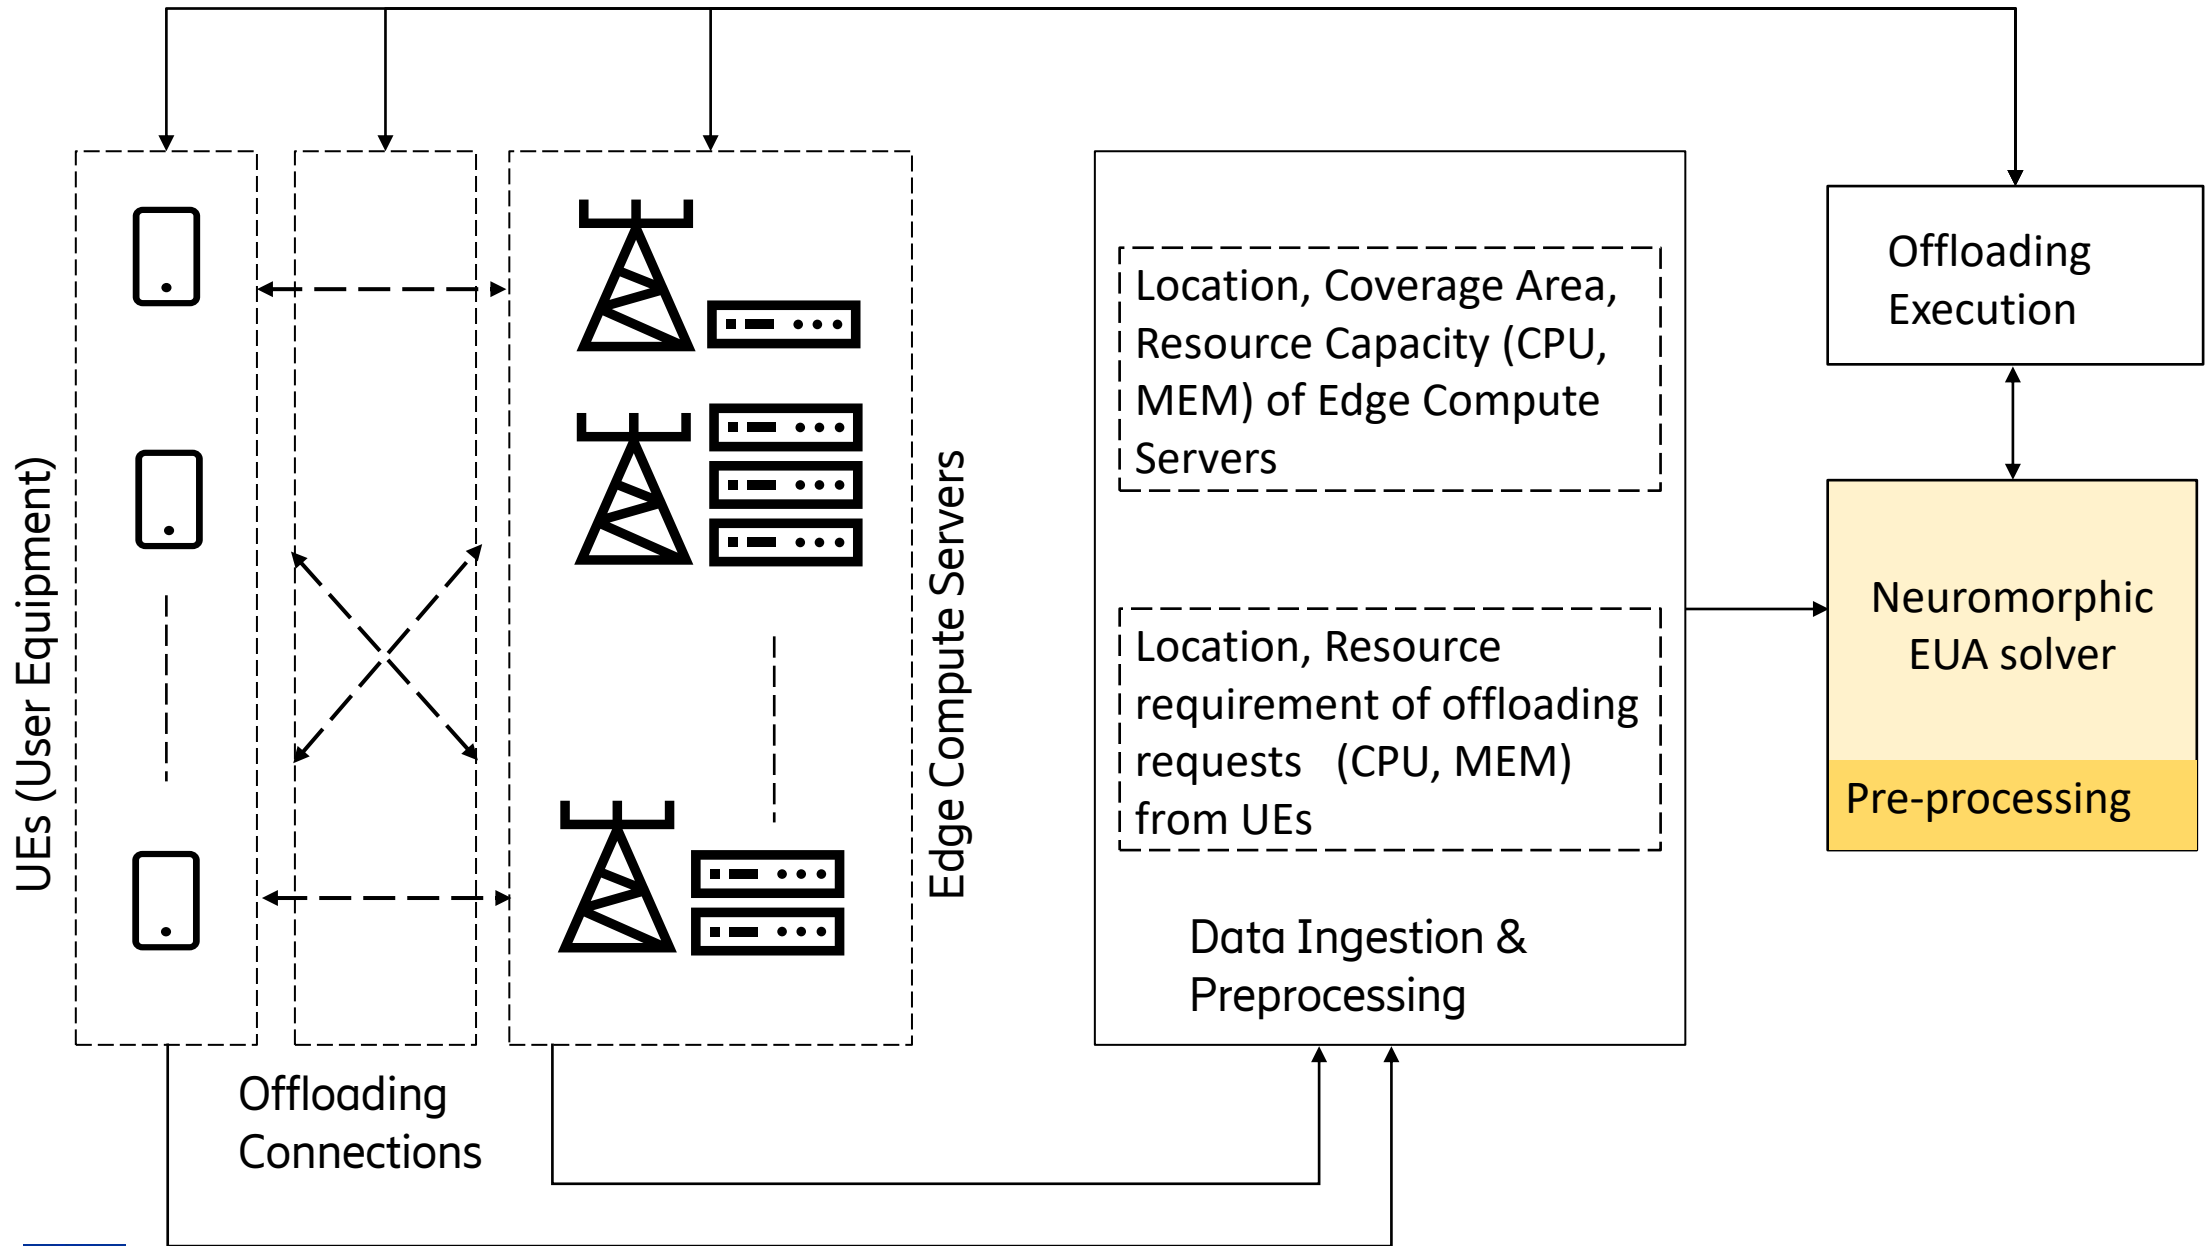 UEs (User Equipment)
Offloading
Connections
Edge Compute Servers
Location, Coverage Area,
Resource Capacity (CPU,
MEM) of Edge Compute
Servers
Location, Resource
requirement of offloading
requests (CPU, MEM)
from UEs
Data Ingestion &
Preprocessing
Offloading
Execution
Neuromorphic
EUA solver
Pre-processing